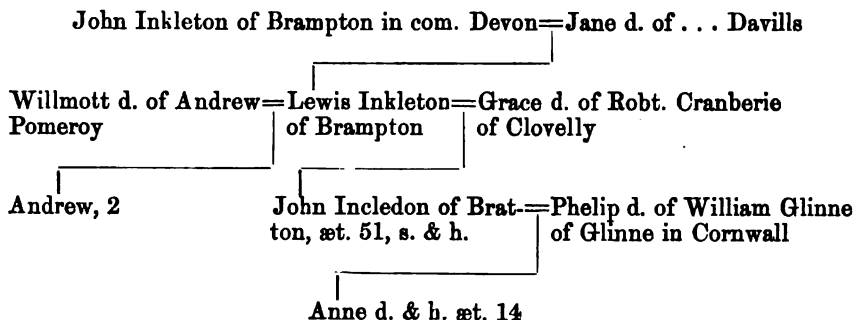 John Inkleton of Brampton in com. Devon=Jane d. of . . . Davills
Willmott d. of Andrew=Lewis Inkleton=Grace d. of Robt. Cranberie
Pomeroy of Brampton of Clovelly
Andrew, 2 John Incledon of Brat-=Phelip d. of William Glinne
ton, æt. 51, s. & h. of Glinne in Cornwall
Anne d. & h. æt. 14